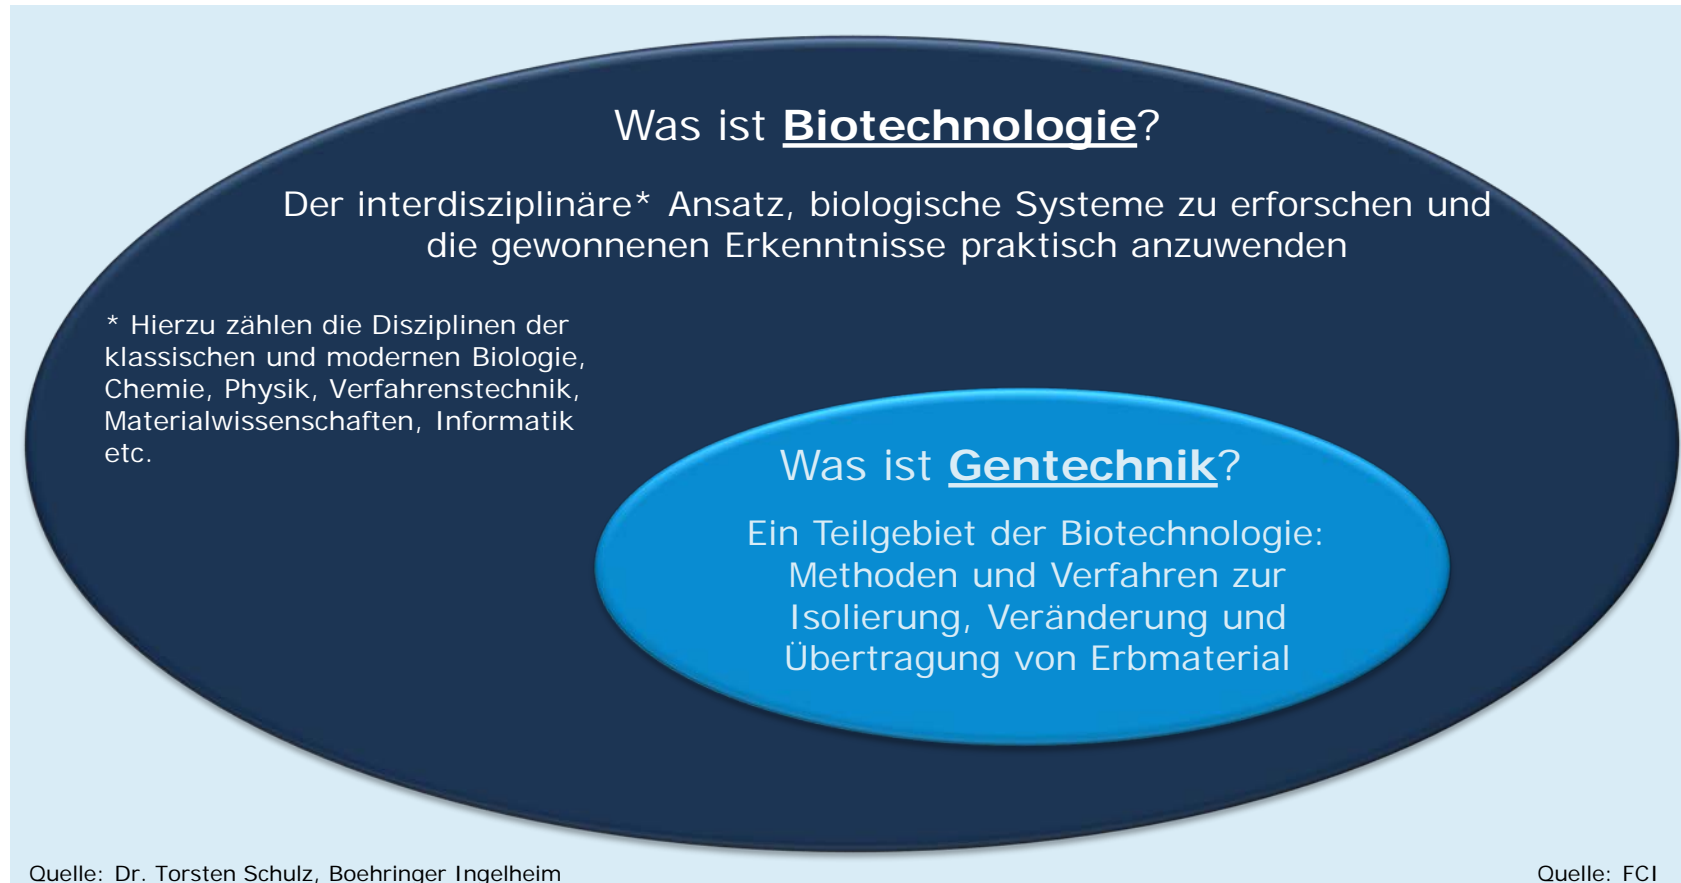 Was ist Biotechnologie?
Der interdisziplinäre* Ansatz, biologische Systeme zu erforschen und
die gewonnenen Erkenntnisse praktisch anzuwenden
* Hierzu zählen die Disziplinen der
klassischen und modernen Biologie,
Chemie, Physik, Verfahrenstechnik,
Materialwissenschaften, Informatik
etc.
Was ist Gentechnik?
Ein Teilgebiet der Biotechnologie:
Methoden und Verfahren zur
Isolierung, Veränderung und
Übertragung von Erbmaterial
Quelle: Dr. Torsten Schulz, Boehringer Ingelheim
Quelle: FCI